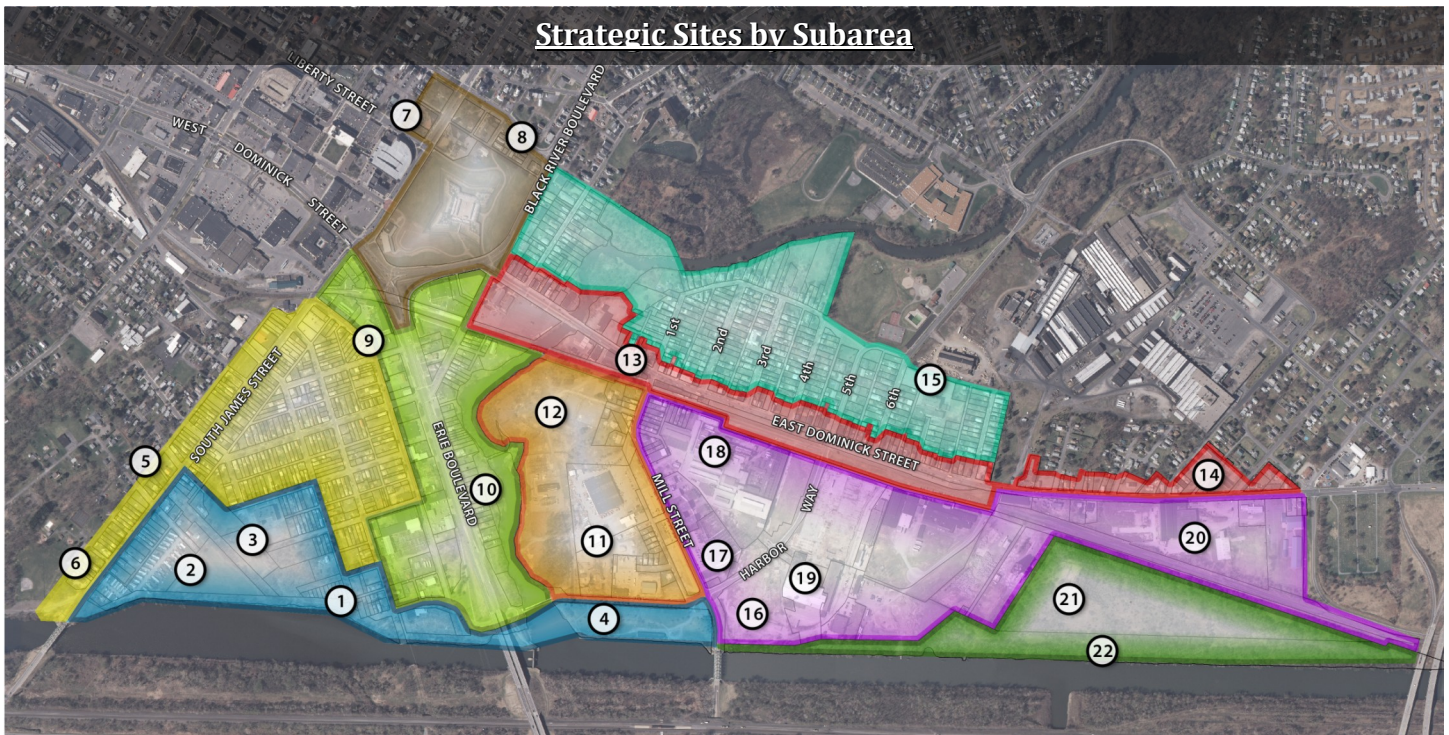 Strategic Sites by Subarea
LIBERTY STREET
WEST DOMINICK STREET
BLACK RIVER BOULEVARD
7
8
9
SOUTH JAMES STREET
5
6
ERIE BOULEVARD
10
1st
2nd
3rd
4th
5th
6th
13
15
12
EAST DOMINICK STREET
14
18
MILL STREET
HARBOR WAY
11
17
19
20
3
2
1
4
16
21
22